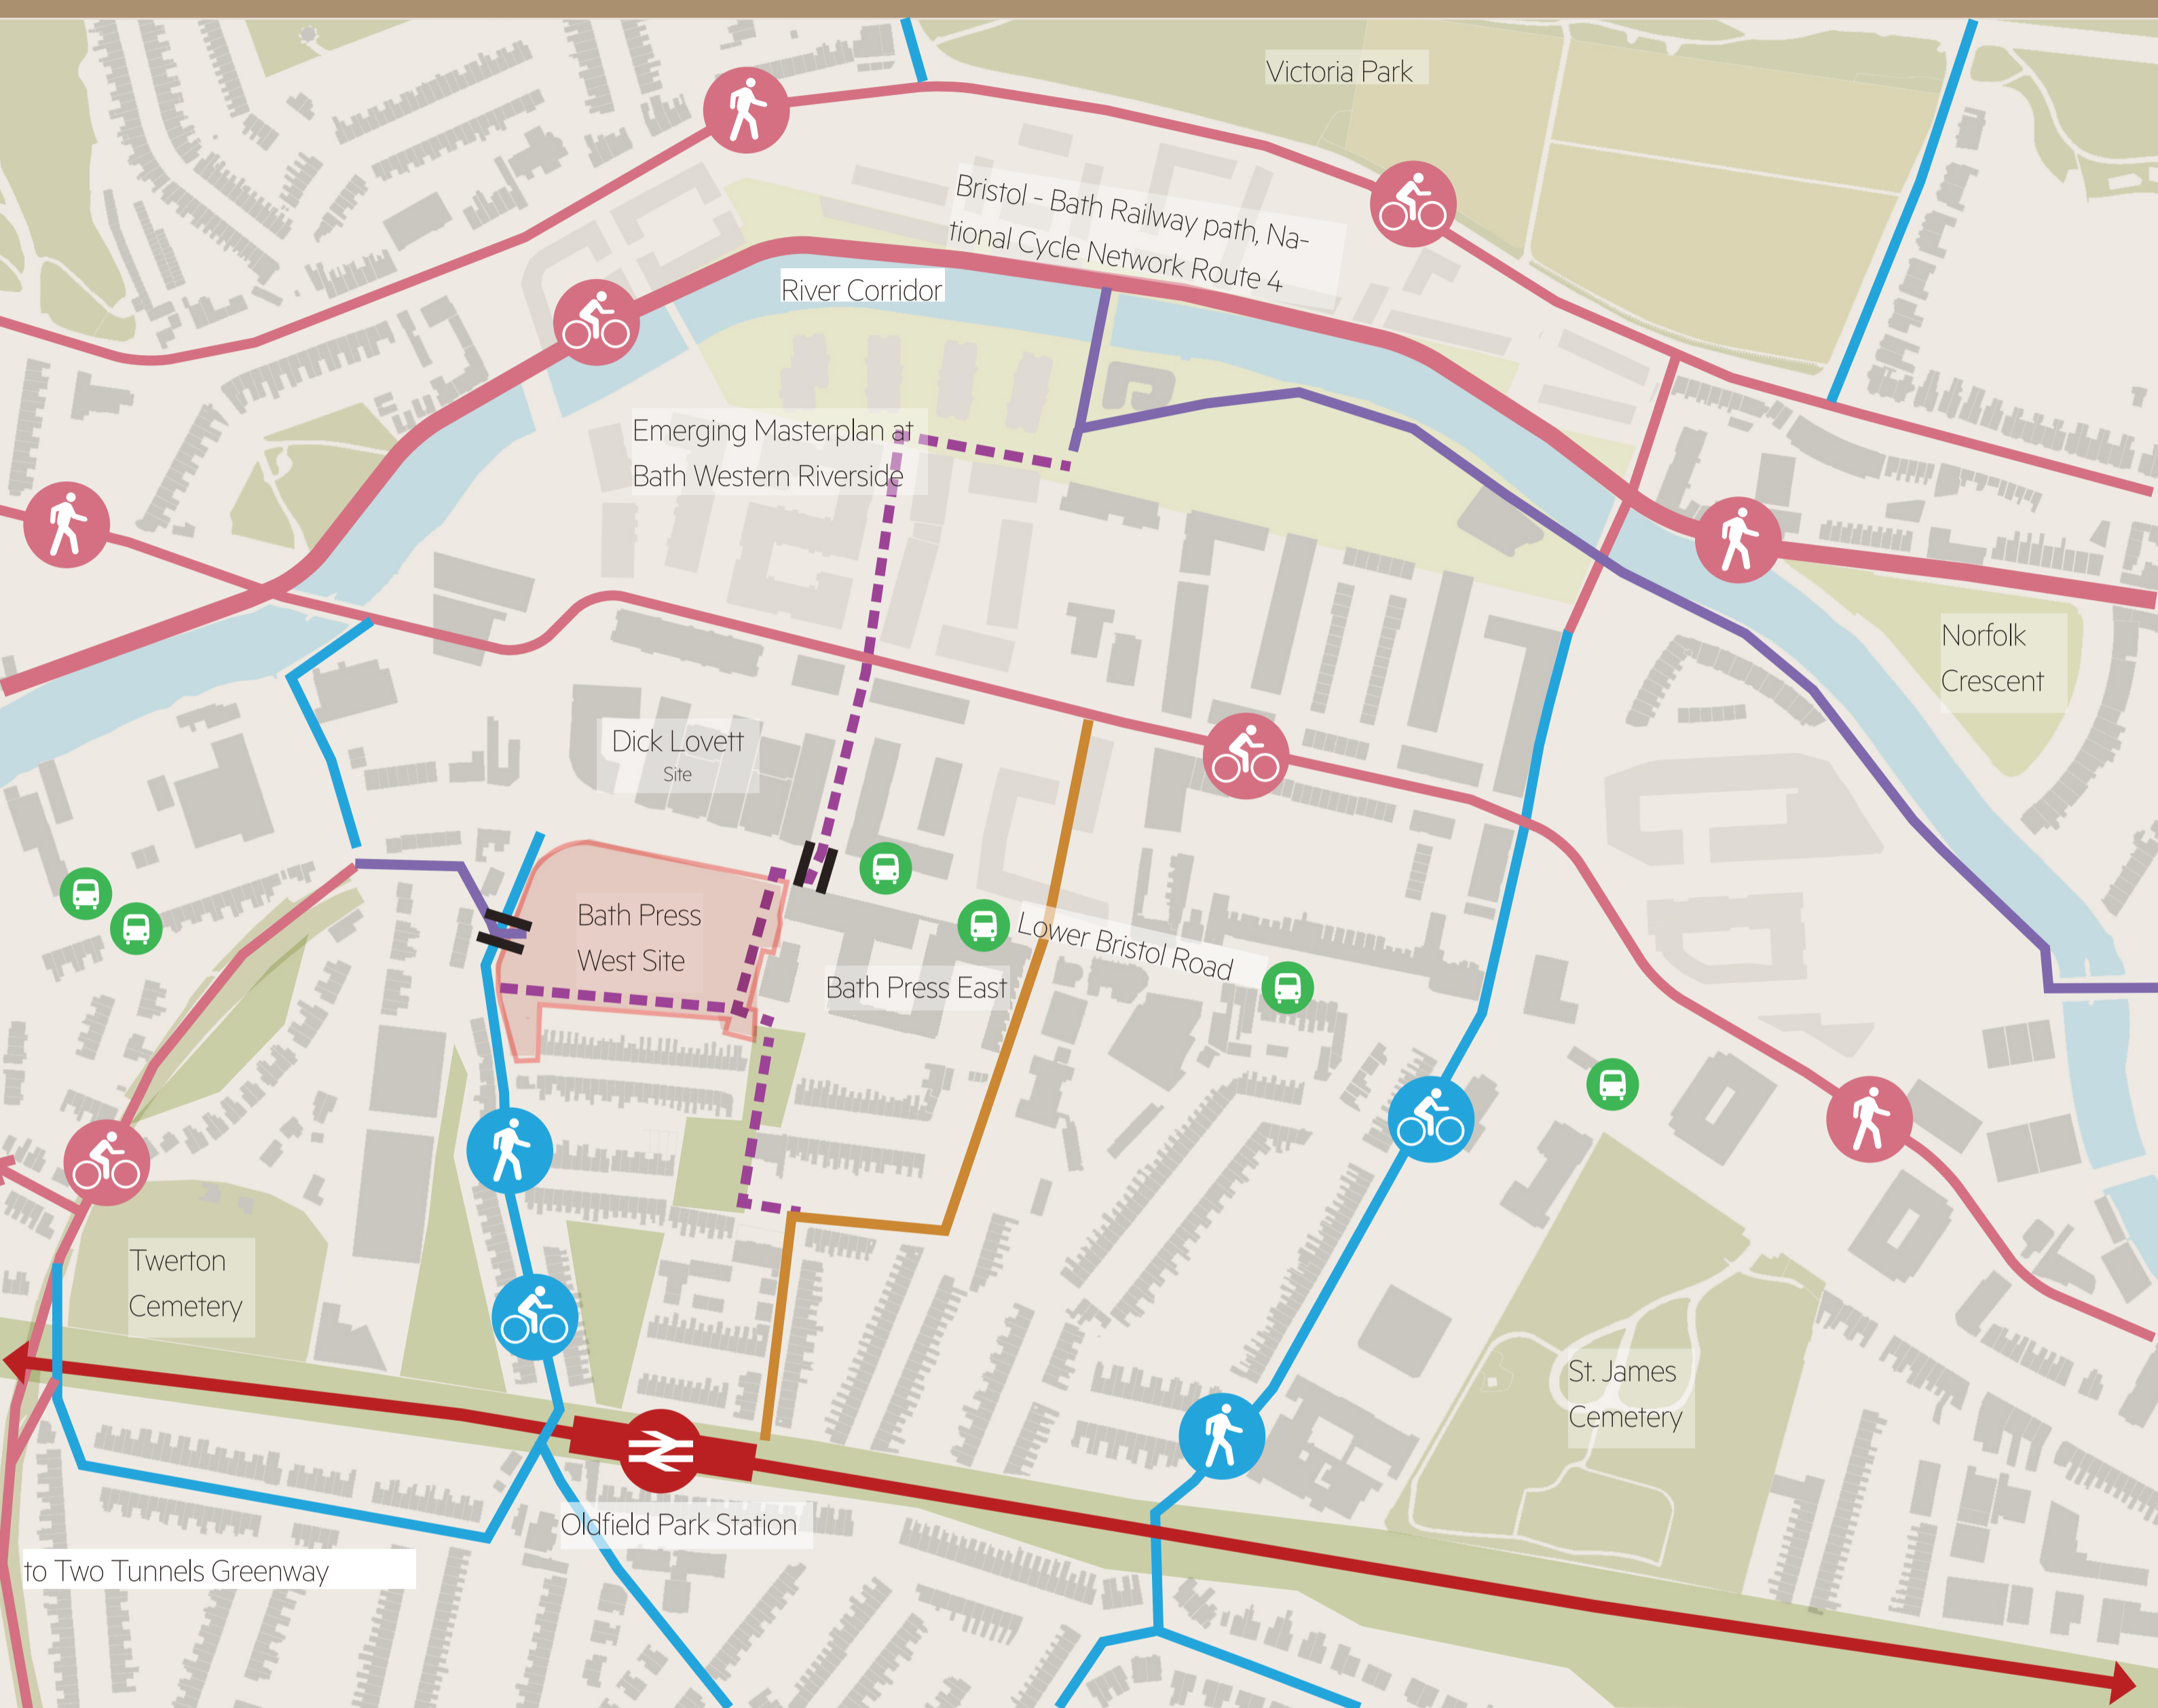 Victoria Park
Bristol - Bath Railway path, Na-
tional Cycle Network Route 4
River Corridor
Emerging Masterplan at
Bath Western Riverside
Norfolk
Crescent
Dick Lovett
Site
Bath Press
West Site
Lower Bristol Road
Bath Press East
Twerton
Cemetery
St. James
Cemetery
Oldfield Park Station
to Two Tunnels Greenway